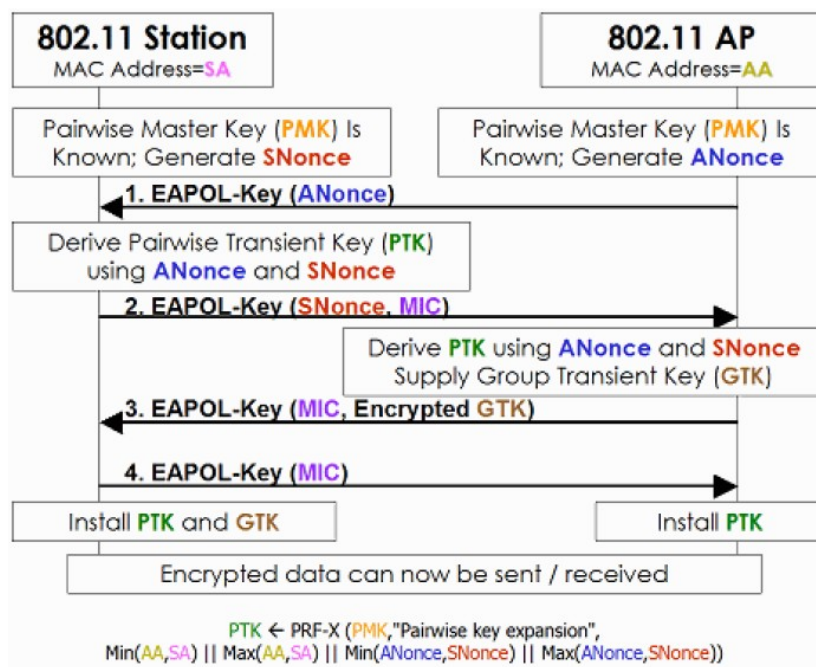 802.11 Station
MAC Address=SA
802.11 AP
MAC Address=AA
Pairwise Master Key (PMK) Is
Known; Generate SNonce
Pairwise Master Key (PMK) Is
Known; Generate ANonce
1. EAPOL-Key (ANonce)
Derive Pairwise Transient Key (PTK)
using ANonce and SNonce
2. EAPOL-Key (SNonce, MIC)
Derive PTK using ANonce and SNonce
Supply Group Transient Key (GTK)
3. EAPOL-Key (MIC, Encrypted GTK)
4. EAPOL-Key (MIC)
Install PTK and GTK
Install PTK
Encrypted data can now be sent / received
PTK ← PRF-X (PMK,"Pairwise key expansion",
Min(AA,SA) || Max(AA,SA) || Min(ANonce,SNonce) || Max(ANonce,SNonce))